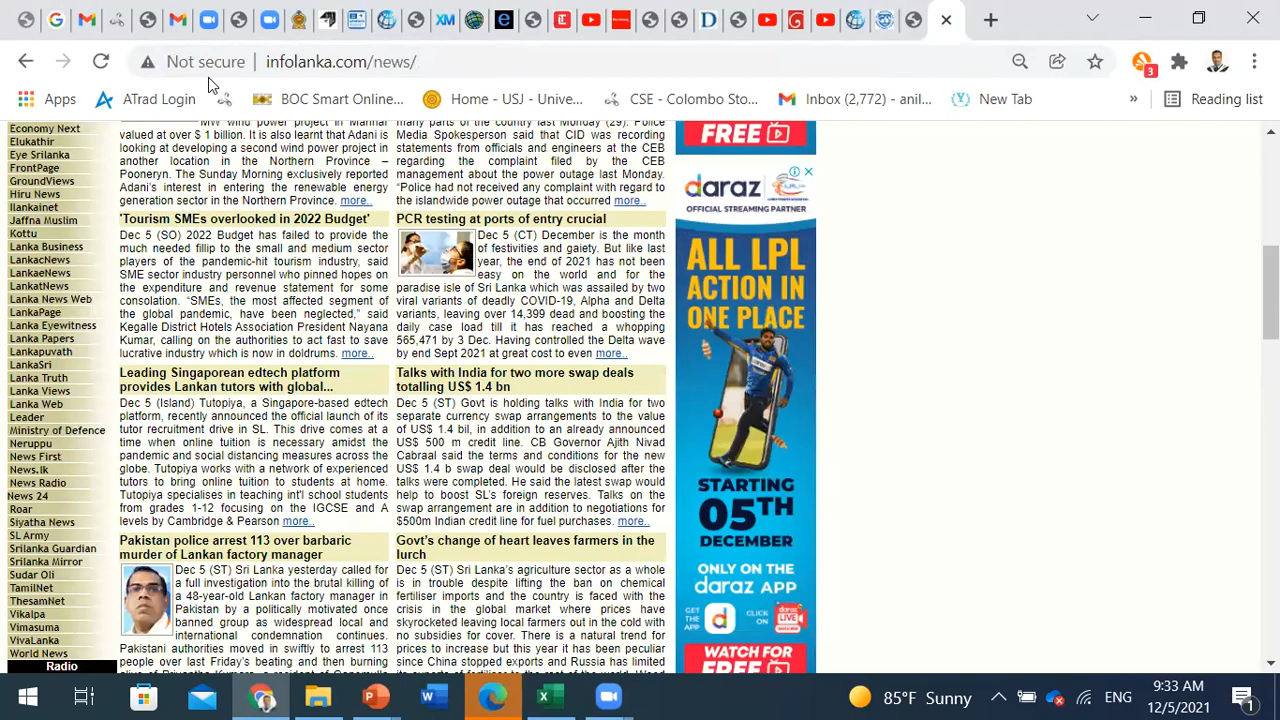 Not secure | infolanka.com/news/
3
Apps
ATrad Login
BOC Smart Online...
Home - USJ - Unive...
CSE - Colombo Sto...
Inbox (2,772) - anil...
New Tab
»
Reading list
Economy Next
Elukathir
Eye Srilanka
FrontPage
GroundViews
Hiru News
Ilankainet
Jaffna Muslim
Kottu
Lanka Business
LankacNews
LankaeNews
LankatNews
Lanka News Web
LankaPage
Lanka Eyewitness
Lanka Papers
Lankapuvath
LankaSri
Lanka Truth
Lanka Views
Lanka Web
Leader
Ministry of Defence
Neruppu
News First
News.lk
News Radio
News 24
Roar
Siyatha News
SL Army
Srilanka Guardian
Srilanka Mirror
Sudar Oli
TamilNet
ThesamNet
Vikalpa
Vimasuma
VivaLanka
World News
Radio
MW wind power project in Mannar
valued at over $ 1 billion. It is also learnt that Adani is
looking at developing a second wind power project in
another location in the Northern Province –
Pooneryn. The Sunday Morning exclusively reported
Adani's interest in entering the renewable energy
generation sector in the Northern Province. more..
'Tourism SMEs overlooked in 2022 Budget'
Dec 5 (SO) 2022 Budget has failed to provide the
much needed fillip to the small and medium sector
players of the pandemic-hit tourism industry, said
SME sector industry personnel who pinned hopes on
the expenditure and revenue statement for some
consolation. “SMEs, the most affected segment of
the global pandemic, have been neglected,” said
Kegalle District Hotels Association President Nayana
Kumar, calling on the authorities to act fast to save
lucrative industry which is now in doldrums. more..
Leading Singaporean edtech platform
provides Lankan tutors with global...
Dec 5 (Island) Tutopiya, a Singapore-based edtech
platform, recently announced the official launch of its
tutor recruitment drive in SL. This drive comes at a
time when online tuition is necessary amidst the
pandemic and social distancing measures across the
globe. Tutopiya works with a network of experienced
tutors to bring online tuition to students at home.
Tutopiya specialises in teaching int'l school students
from grades 1-12 focusing on the IGCSE and A
levels by Cambridge & Pearson more..
Pakistan police arrest 113 over barbaric
murder of Lankan factory manager
Dec 5 (ST) Sri Lanka yesterday called for
a full investigation into the brutal killing of
a 48-year-old Lankan factory manager in
Pakistan by a politically motivated once
banned group as widespread local and
international condemnation continues.
Pakistani authorities moved in swiftly to arrest 113
people over last Friday's beating and then burning
many parts of the country last Monday (29). Police
Media Spokesperson said that CID was recording
statements from officials and engineers at the CEB
regarding the complaint filed by the CEB
management about the power outage last Monday.
“Police had not received any complaint with regard to
the islandwide power outage that occurred more..
PCR testing at ports of entry crucial
Dec 5 (CT) December is the month
of festivities and gaiety. But like last
year, the end of 2021 has not been
easy on the world and for the
paradise isle of Sri Lanka which was assailed by two
viral variants of deadly COVID-19, Alpha and Delta
variants, leaving over 14,399 dead and boosting the
daily case load till it has reached a whopping
565,471 by 3 Dec. Having controlled the Delta wave
by end Sept 2021 at great cost to even more..
Talks with India for two more swap deals
totalling US$ 1.4 bn
Dec 5 (ST) Govt is holding talks with India for two
separate currency swap arrangements to the value
of US$ 1.4 bil, in addition to an already announced
US$ 500 m credit line. CB Governor Ajith Nivad
Cabraal said the terms and conditions for the new
US$ 1.4 b swap deal would be disclosed after the
talks were completed. He said the latest swap would
help to boost SL's foreign reserves. Talks on the
swap arrangement are in addition to negotiations for
$500m Indian credit line for fuel purchases. more..
Govt's change of heart leaves farmers in the
lurch
Dec 5 (ST) Sri Lanka's agriculture sector as a whole
is in trouble despite lifting the ban on chemical
fertiliser imports and the country is faced with the
crisis in the global market where prices have
skyrocketed leaving local farmers out in the cold with
no subsidies for cover. There is a natural trend for
prices to increase but this year it has been peculiar
since China stopped exports and Russia has limited
FREE
daraz
OFFICIAL STREAMING PARTNER
ALL LPL
ACTION IN
ONE PLACE
STARTING
05TH
DECEMBER
ONLY ON THE
daraz APP
GET
THE
APP
CLICK
ON
daraz
LIVE
WATCH FOR
FREE
85°F Sunny
ENG
9:33 AM
12/5/2021
1